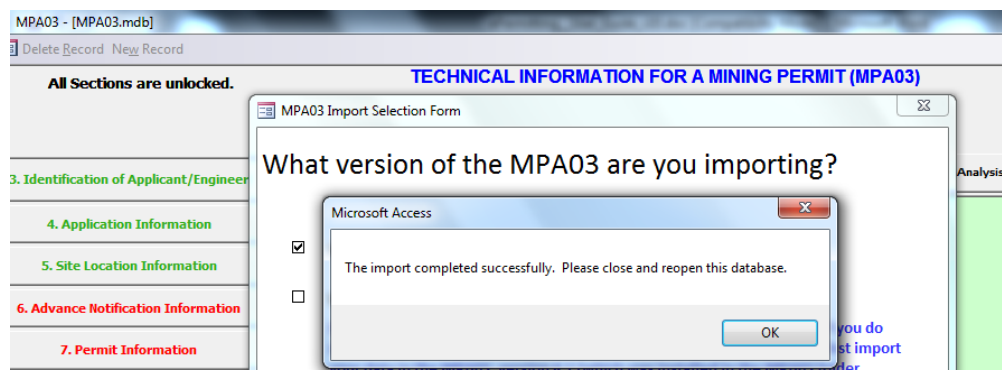 MPA03 - [MPA03.mdb]
Delete Record New Record
All Sections are unlocked.
TECHNICAL INFORMATION FOR A MINING PERMIT (MPA03)
MPA03 Import Selection Form
What version of the MPA03 are you importing?
3. Identification of Applicant/Engineer
Analysis
4. Application Information
Microsoft Access
5. Site Location Information
The import completed successfully. Please close and reopen this database.
6. Advance Notification Information
OK
you do
7. Permit Information
st import